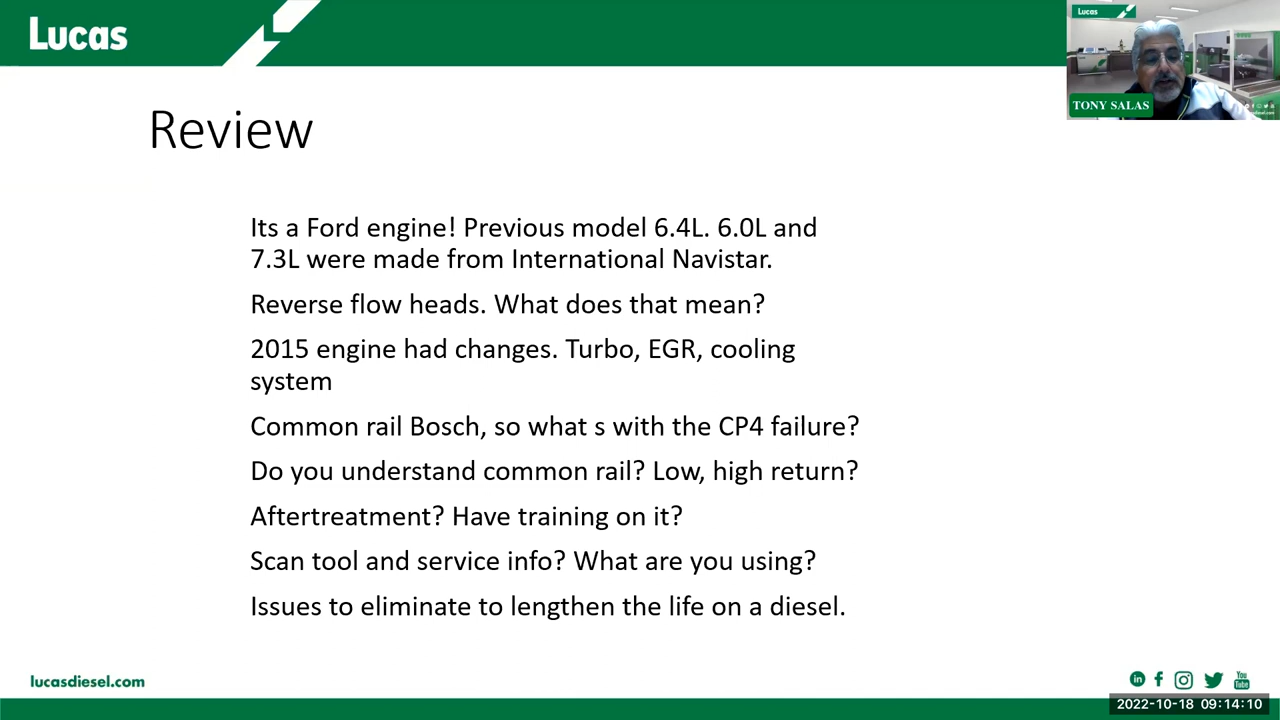 Lucas
Lucas
TONY SALAS
Review
Its a Ford engine! Previous model 6.4L. 6.0L and
7.3L were made from International Navistar.
Reverse flow heads. What does that mean?
2015 engine had changes. Turbo, EGR, cooling
system
Common rail Bosch, so what s with the CP4 failure?
Do you understand common rail? Low, high return?
Aftertreatment? Have training on it?
Scan tool and service info? What are you using?
Issues to eliminate to lengthen the life on a diesel.
lucasdiesel.com
in f You Tube
2022-10-18 09:14:10